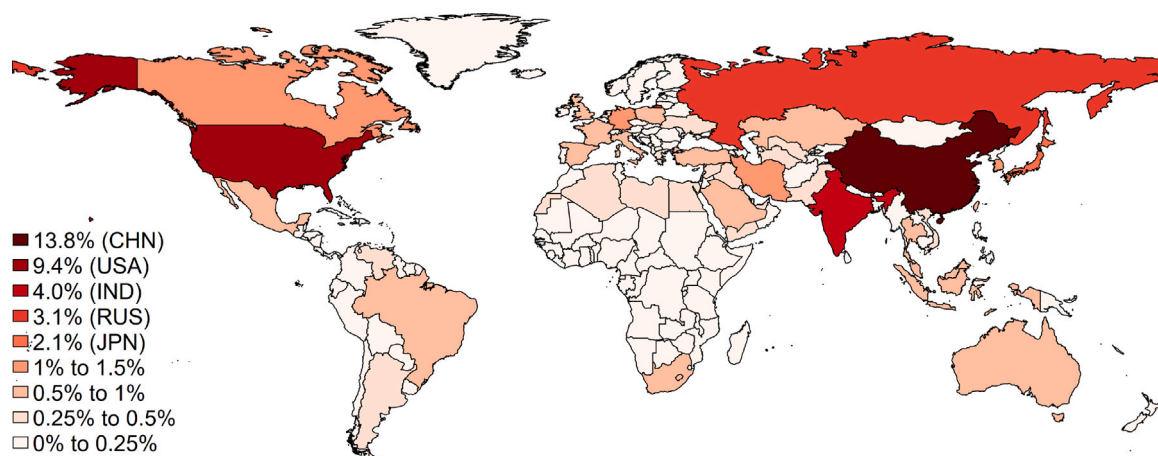 13.8% (CHN)
9.4% (USA)
4.0% (IND)
3.1% (RUS)
2.1% (JPN)
1% to 1.5%
0.5% to 1%
0.25% to 0.5%
0% to 0.25%